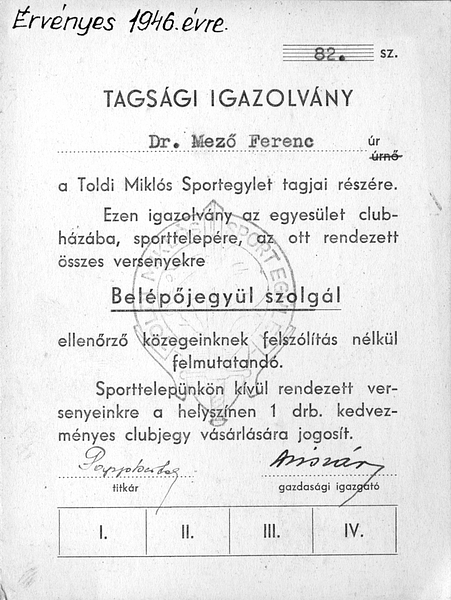 Érvényes 1946.évre.
82. sz.
TAGSÁGI IGAZOLVÁNY
Dr. Mező Ferenc úr
úrnő
a Toldi Miklós Sportegylet tagjai részére.
Ezen igazolvány az egyesület club-
házába, sporttelepére, az ott rendezett
összes versenyekre
Belépőjegyül szolgál
ellenőrző közegeinknek felszólítás nélkül
felmutatandó.
Sporttelepünkön kívül rendezett ver-
senyeinkre a helyszínen 1 drb. kedvez-
ményes clubjegy vásárlására jogosít.
titkár gazdasági igazgató
I. II. III. IV.